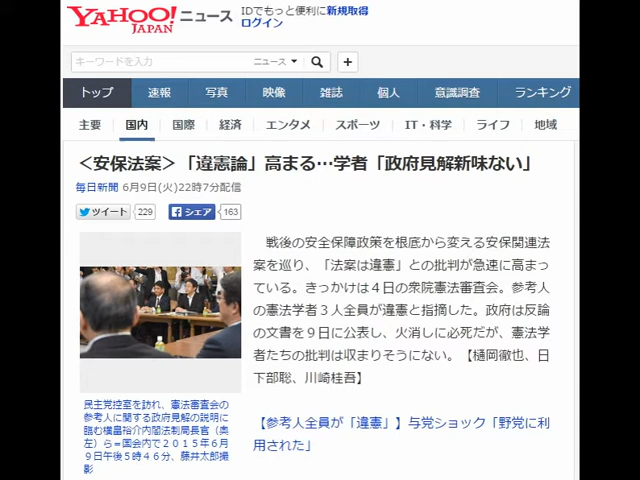 YAHOO! JAPAN ニュース
IDでもっと便利に新規取得
ログイン
キーワードを入力
ニュース
+
トップ 速報 写真 映像 雑誌 個人 意識調査 ランキング
主要 国内 国際 経済 エンタメ スポーツ IT・科学 ライフ 地域
＜安保法案＞「違憲論」高まる…学者「政府見解新味ない」
毎日新聞 6月9日(火)22時7分配信
ツイート 229 シェア 163
戦後の安全保障政策を根底から変える安保関連法
案を巡り、「法案は違憲」との批判が急速に高まっ
ている。きっかけは４日の衆院憲法審査会。参考人
の憲法学者３人全員が違憲と指摘した。政府は反論
の文書を９日に公表し、火消しに必死だが、憲法学
者たちの批判は収まりそうにない。【樋岡徹也、日
下部聡、川崎桂吾】
【参考人全員が「違憲」】与党ショック「野党に利
用された」
民主党控室を訪れ、憲法審査会の
参考人に関する政府見解の説明に
臨む横畠裕介内閣法制局長官（奥
左）ら＝国会内で２０１５年６月
９日午後５時４６分、藤井太郎撮
影